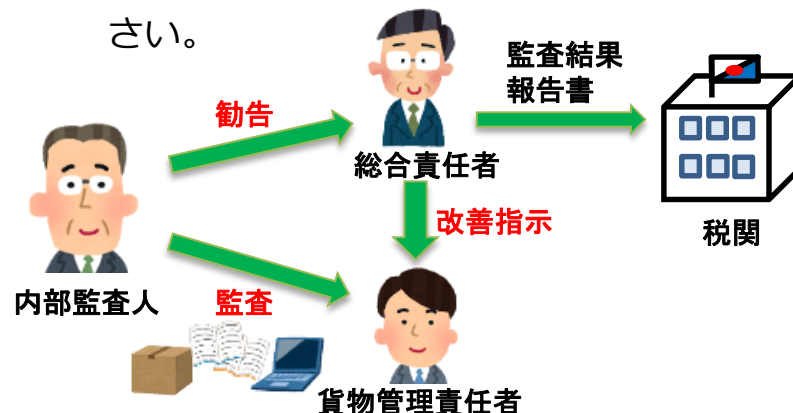 さい。
監査結果
報告書
勧告
総合責任者
改善指示
税関
内部監査人
監査
貨物管理責任者